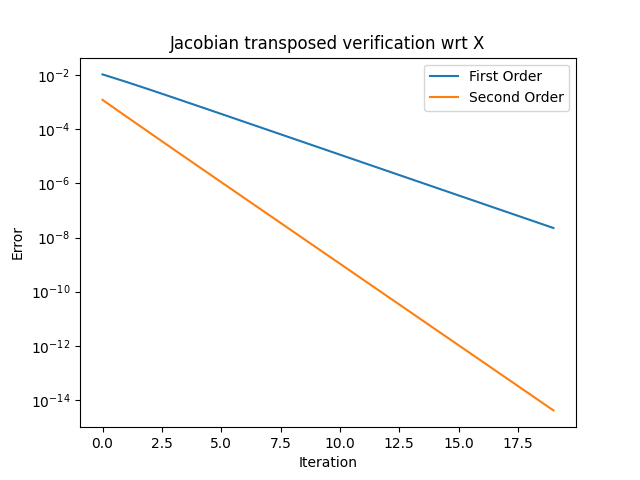 Jacobian transposed verification wrt X
First Order
Second Order
10⁻²
10⁻⁴
10⁻⁶
10⁻⁸
10⁻¹⁰
10⁻¹²
10⁻¹⁴
Error
0.0 2.5 5.0 7.5 10.0 12.5 15.0 17.5
Iteration